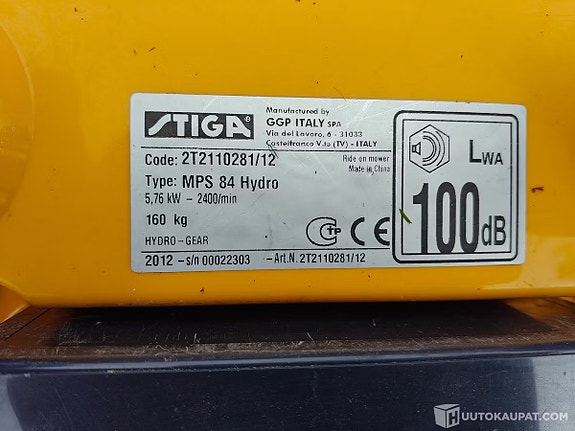 STIGA
Manufactured by
GGP ITALY SPA
Via del Lavoro, 6 - 31033
Castelfranco V.to (TV) - ITALY
Code: 2T2110281/12
Ride on mower
Made in China
Type: MPS 84 Hydro
5,76 kW - 2400/min
160 kg
HYDRO-GEAR
2012 -s/n 00022303 -Art.N. 2T2110281/12
CTP CE
LWA
100dB
HUUTOKAUPAT.COM